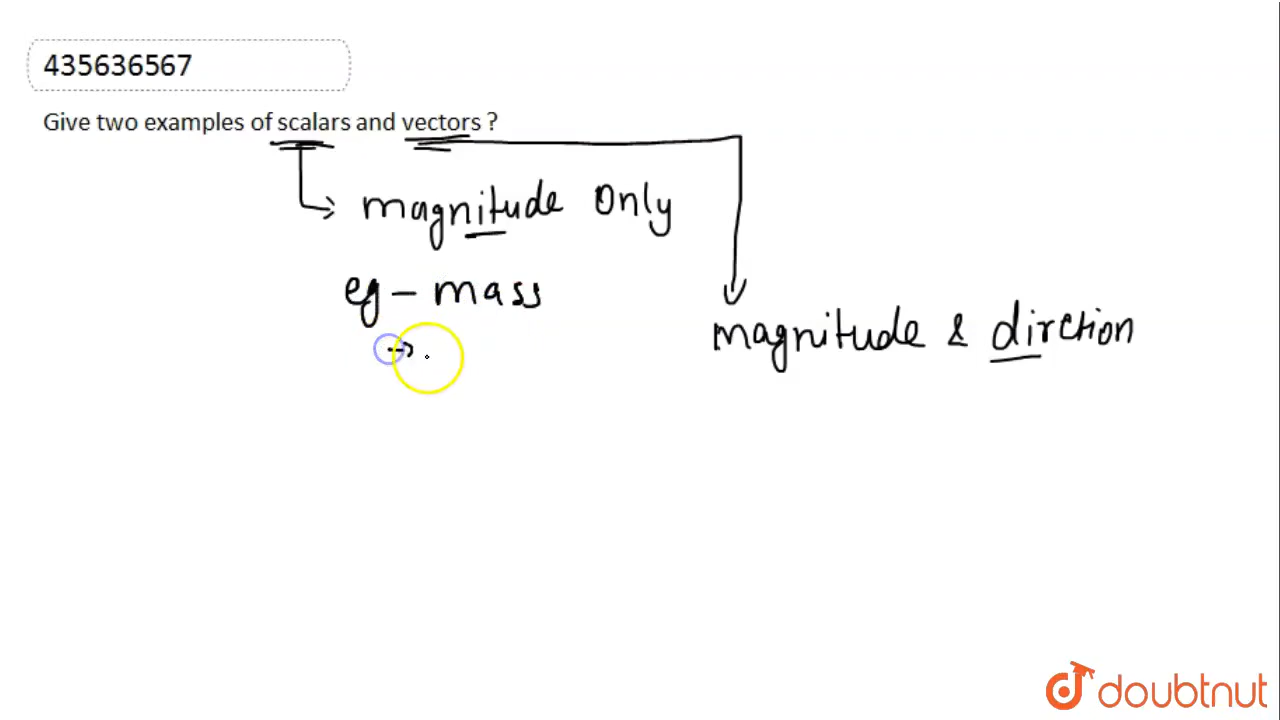 435636567
Give two examples of scalars and vectors ?
magnitude Only
eg - mass
→ .
magnitude & dirction
doubtnut